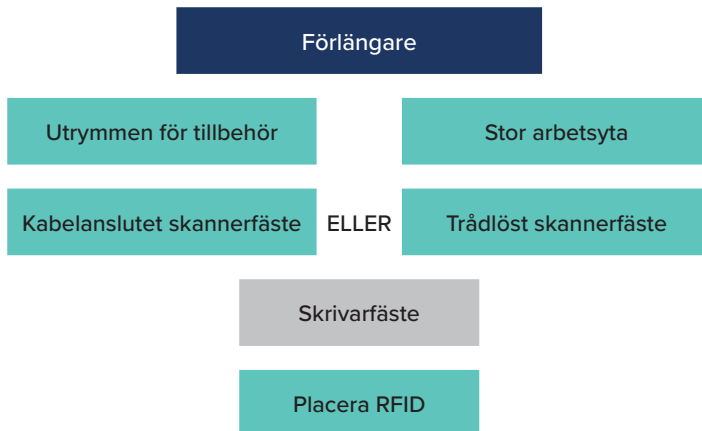 Förlängare
Utrymmen för tillbehör
Stor arbetsyta
Kabelanslutet skannerfäste ELLER Trådlöst skannerfäste
Skrivarfäste
Placera RFID